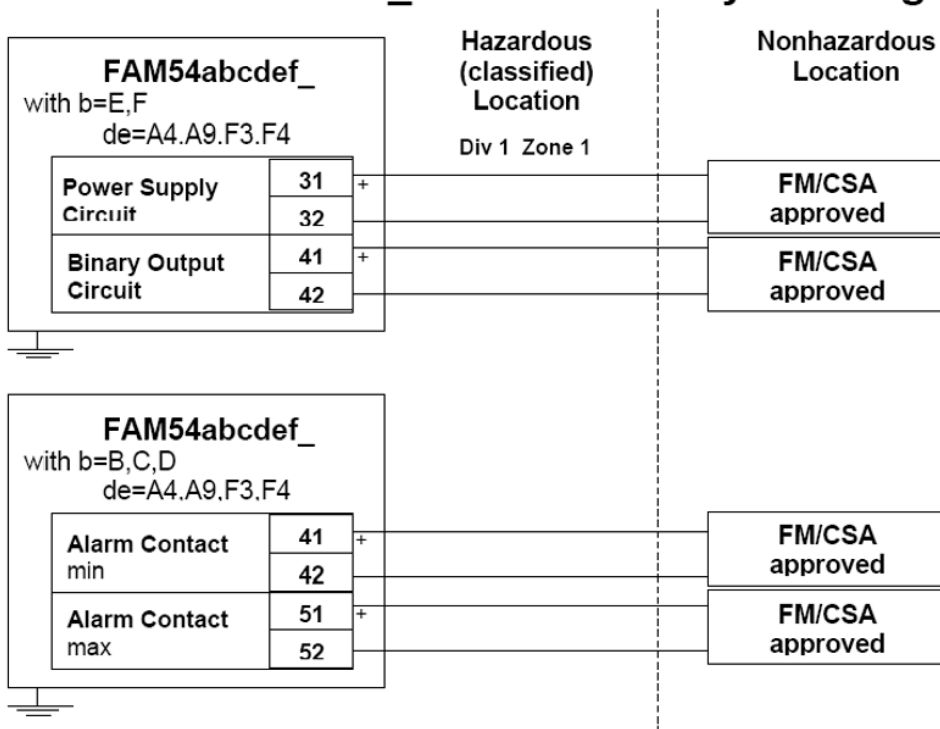 Hazardous
(classified)
Location
Nonhazardous
Location
Div 1 Zone 1
FAM54abcdef_
with b=E,F
de=A4.A9.F3.F4
Power Supply
Circuit
31
+
32
Binary Output
Circuit
41
+
42
FM/CSA
approved
FM/CSA
approved
FAM54abcdef_
with b=B,C,D
de=A4.A9,F3,F4
Alarm Contact
min
41
+
42
Alarm Contact
max
51
+
52
FM/CSA
approved
FM/CSA
approved